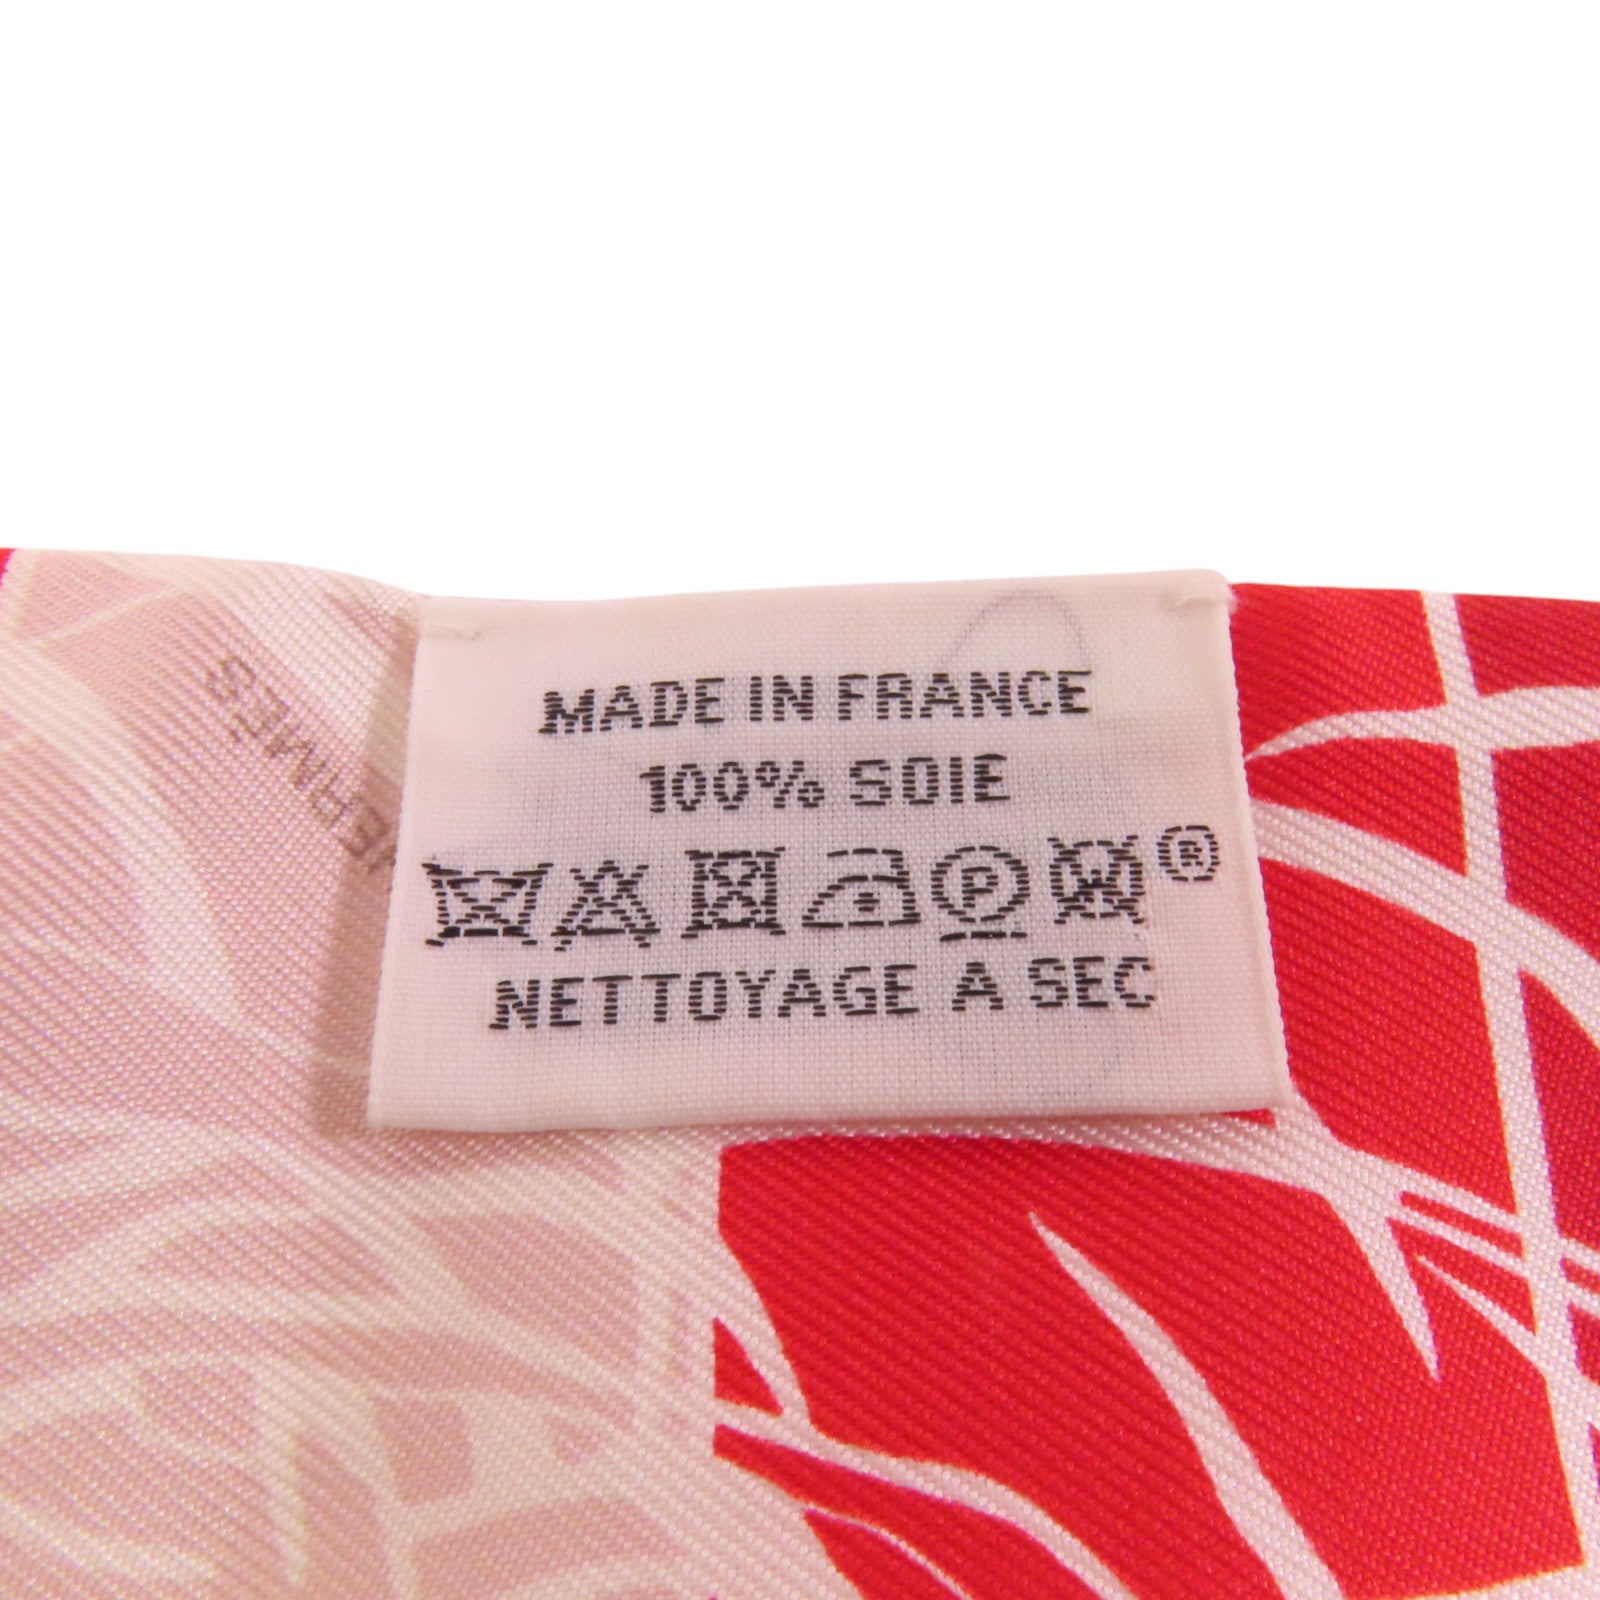 MADE IN FRANCE
100% SOIE
P ®
NETTOYAGE A SEC